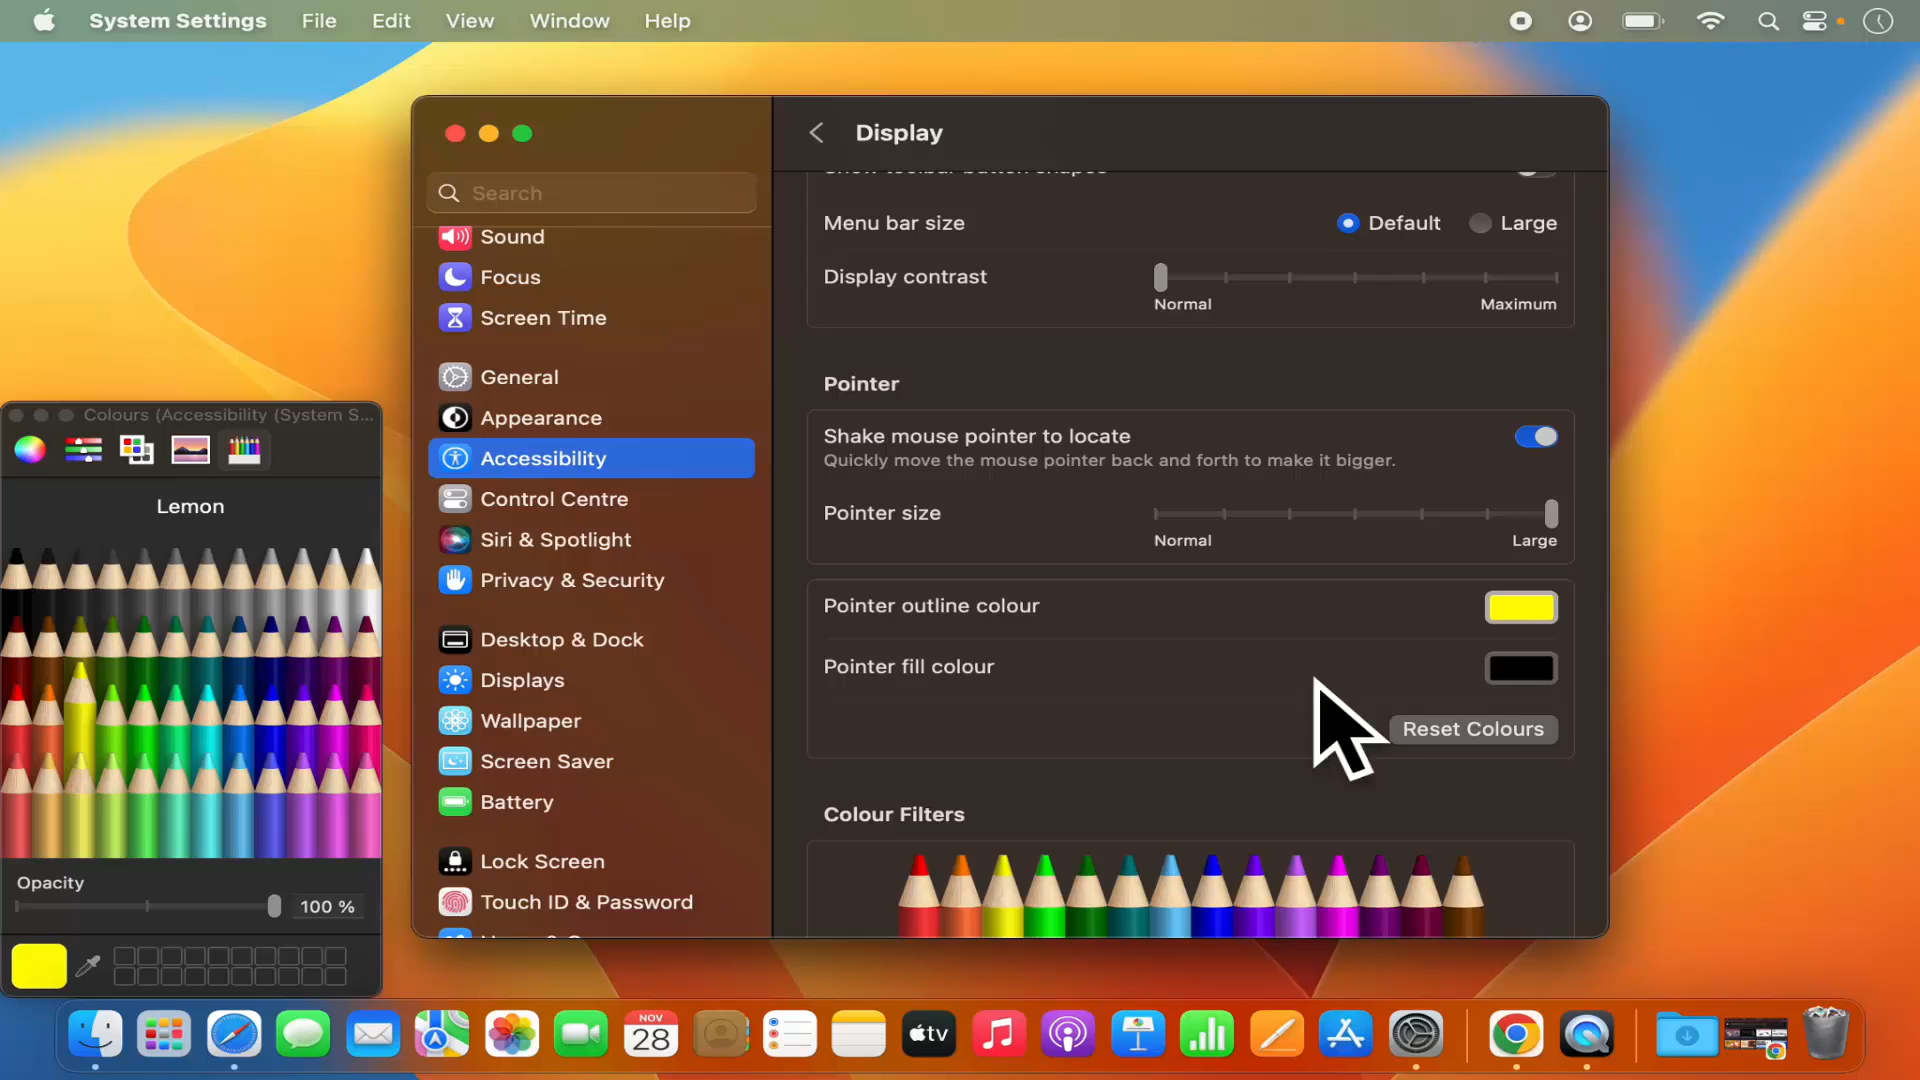 System Settings File Edit View Window Help
Display
Search
Show toolbar button shapes
Sound
Menu bar size Default Large
Focus
Display contrast
Normal Maximum
Screen Time
General
Pointer
Appearance
Shake mouse pointer to locate
Quickly move the mouse pointer back and forth to make it bigger.
Accessibility
Control Centre
Pointer size
Normal Large
Siri & Spotlight
Privacy & Security
Pointer outline colour
Desktop & Dock
Pointer fill colour
Displays
Wallpaper
Reset Colours
Screen Saver
Battery
Colour Filters
Lock Screen
Touch ID & Password
Colours (Accessibility (System S...
Lemon
Opacity
100 %
NOV
28
tv